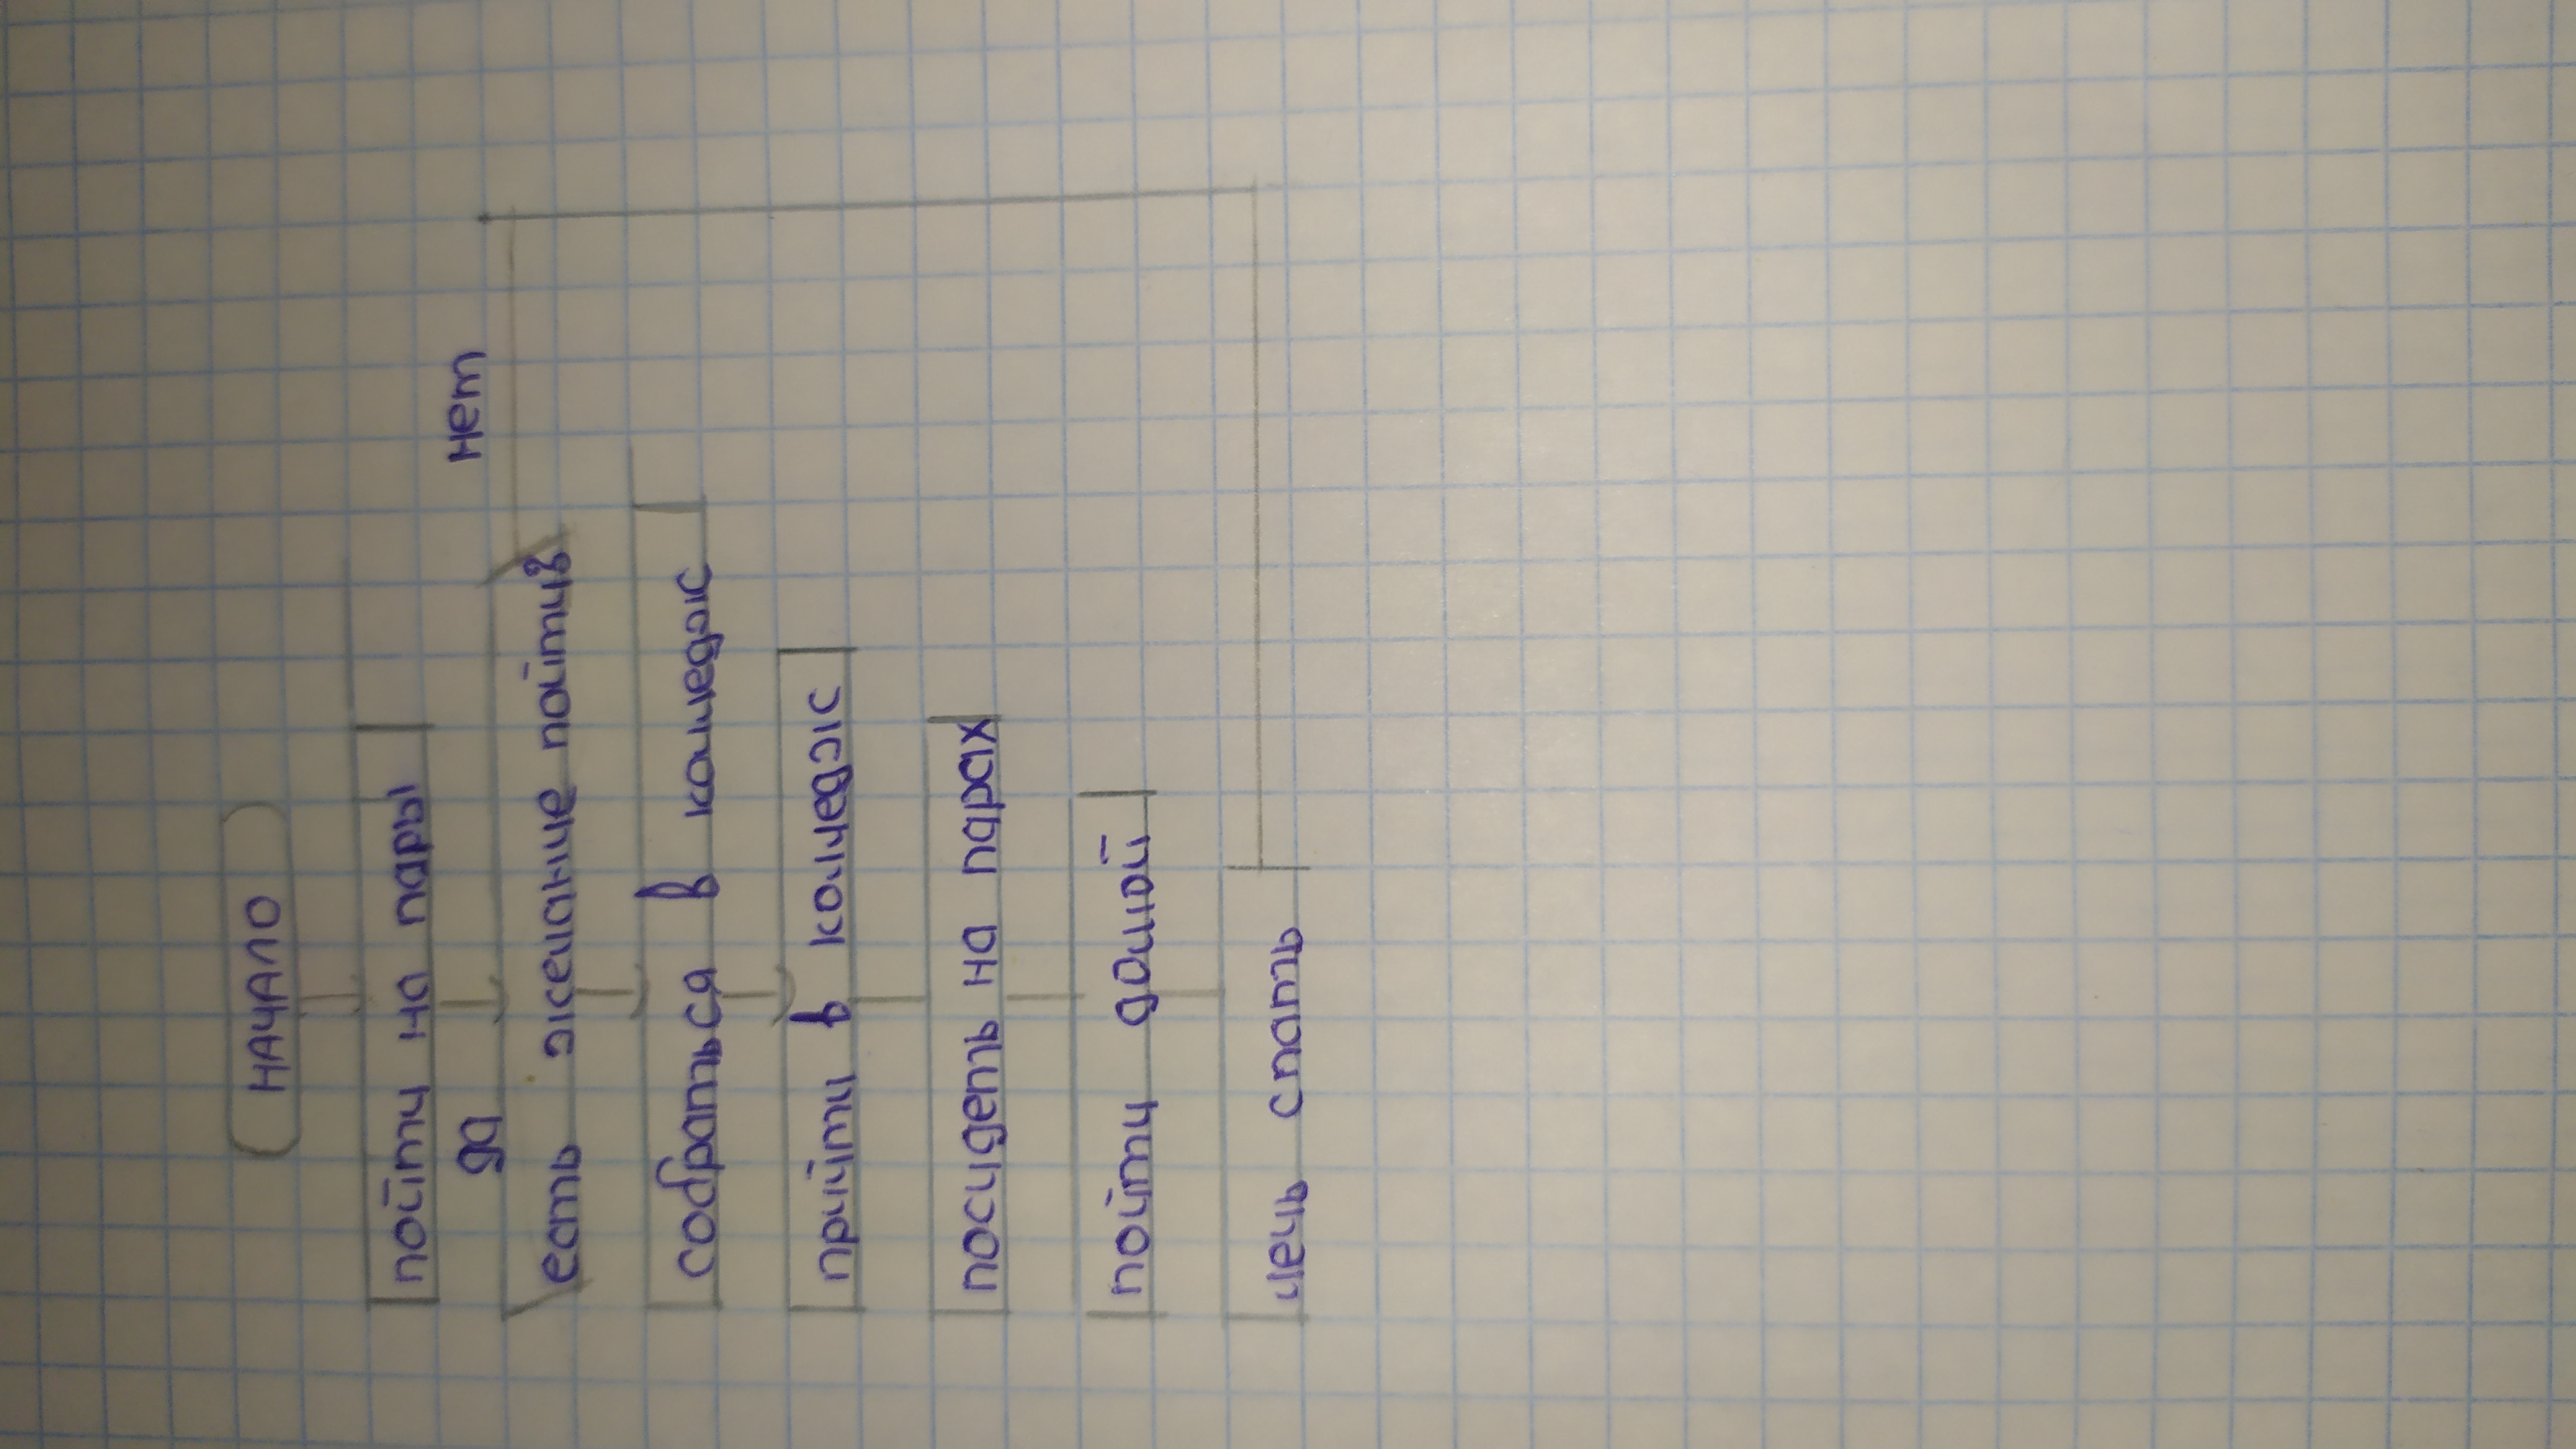 НАЧАЛО
пойти на пары
да
нет
есть желание пойти?
собраться в колледж
прийти в колледж
посидеть на парах
пойти домой
лечь спать